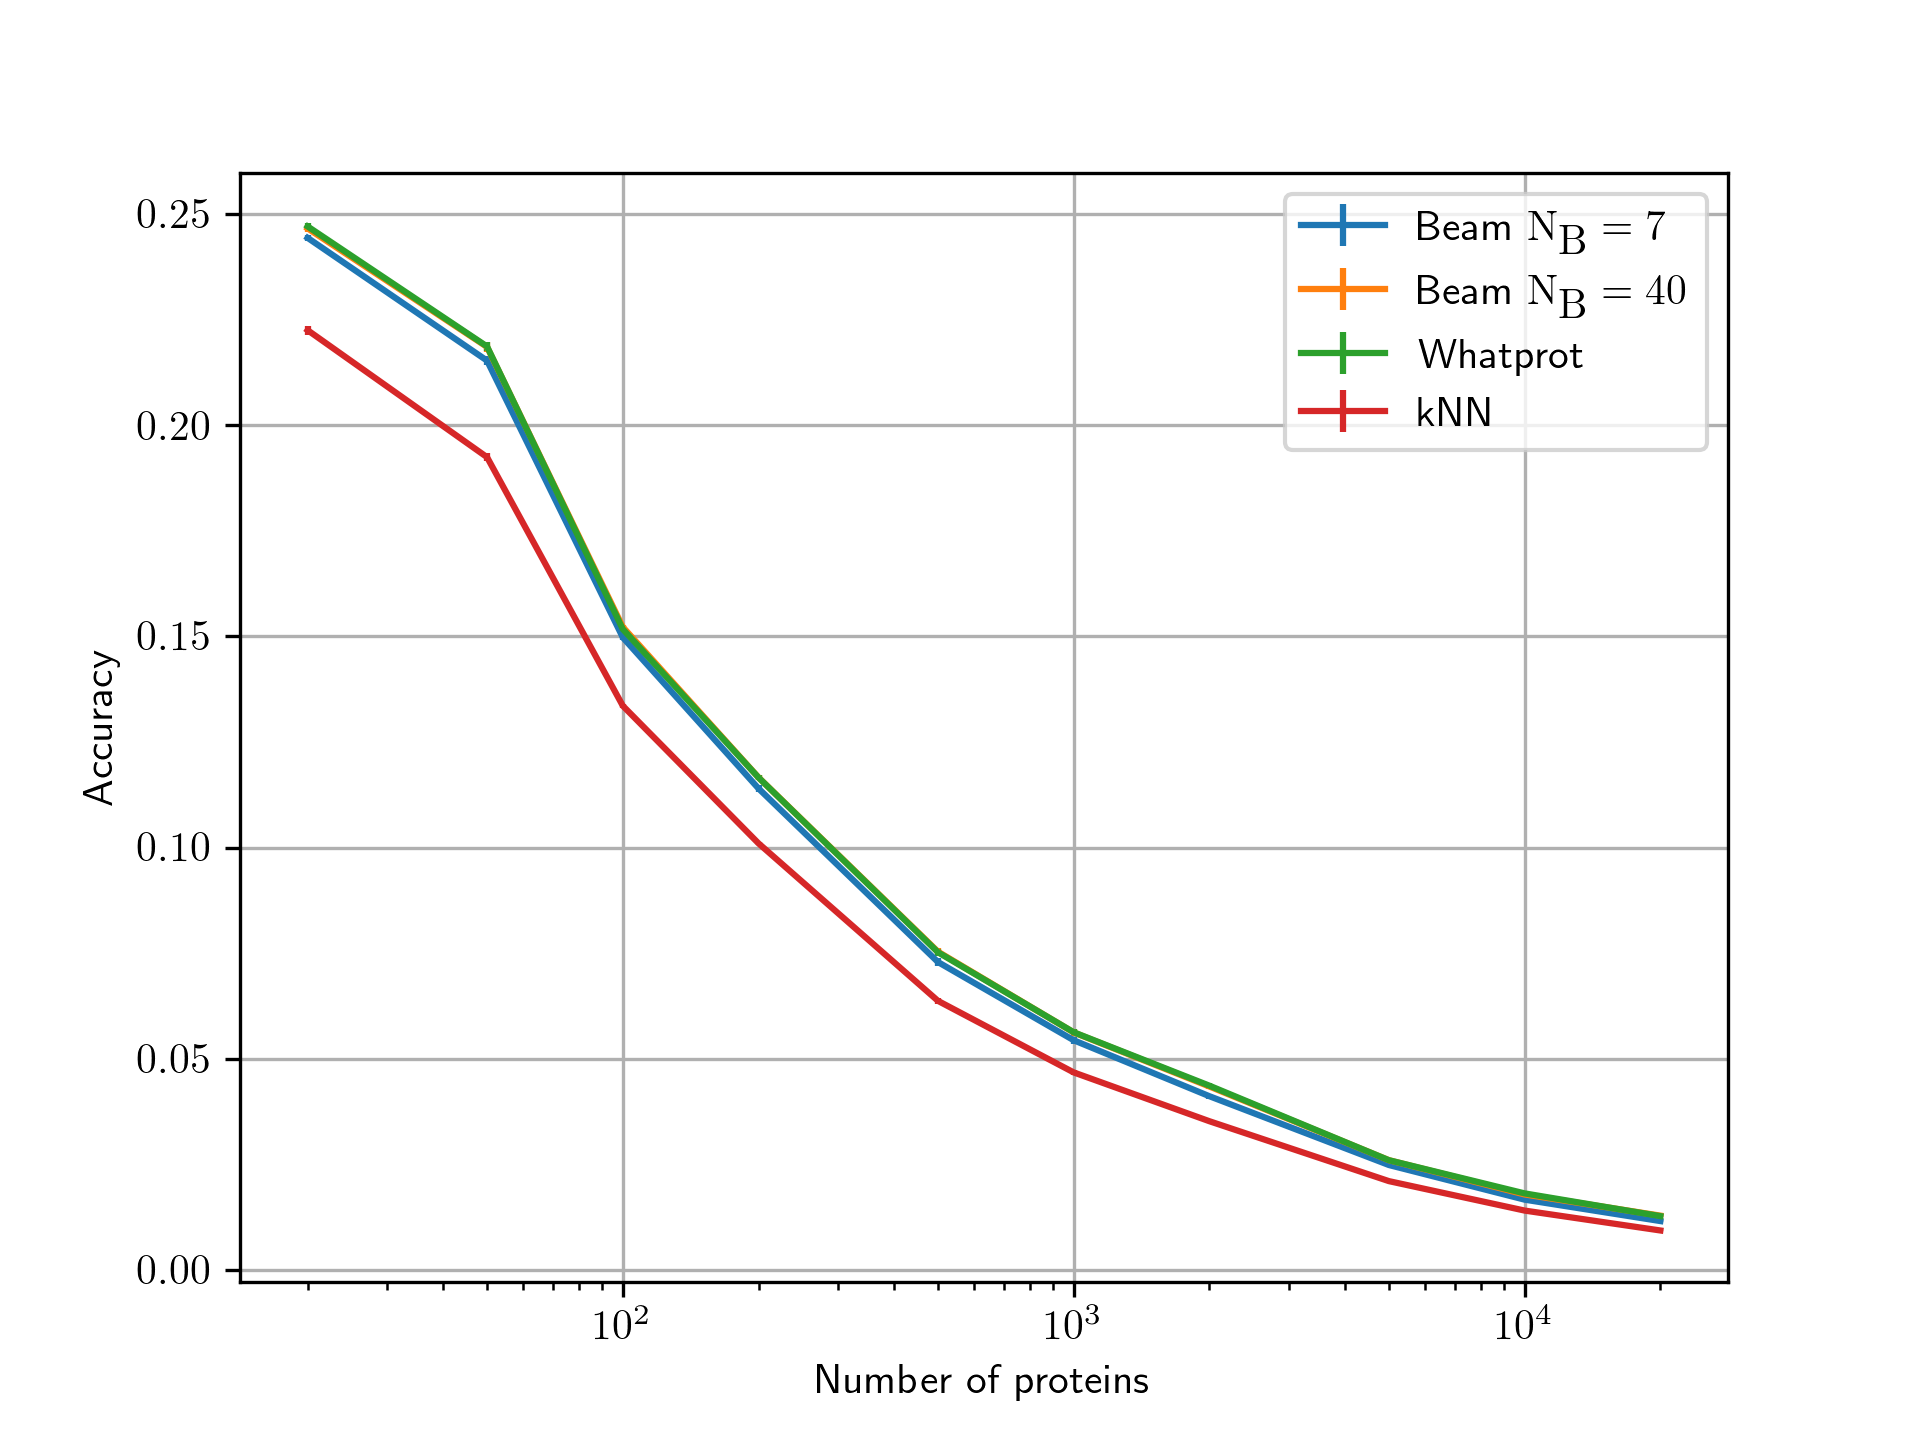 0.25
0.20
0.15
0.10
0.05
0.00
Accuracy
Beam N_B = 7
Beam N_B = 40
Whatprot
kNN
10² 10³ 10⁴
Number of proteins